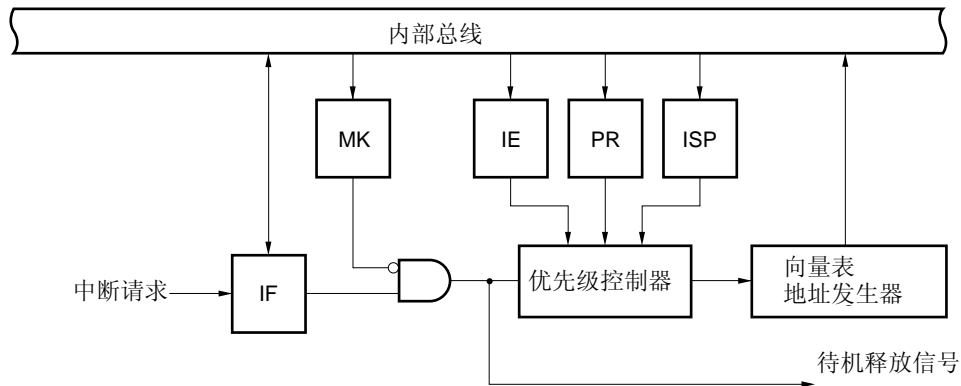 内部总线
MK
IE
PR
ISP
中断请求
IF
优先级控制器
向量表
地址发生器
待机释放信号